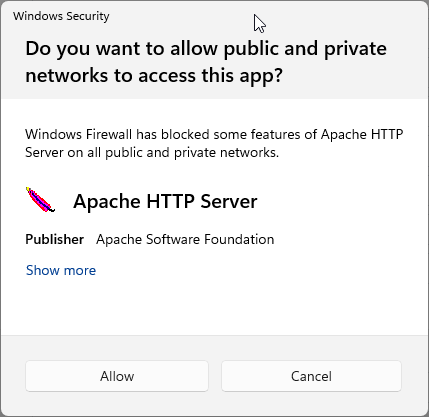 Windows Security
Do you want to allow public and private
networks to access this app?
Windows Firewall has blocked some features of Apache HTTP
Server on all public and private networks.
Apache HTTP Server
Publisher Apache Software Foundation
Show more
Allow Cancel